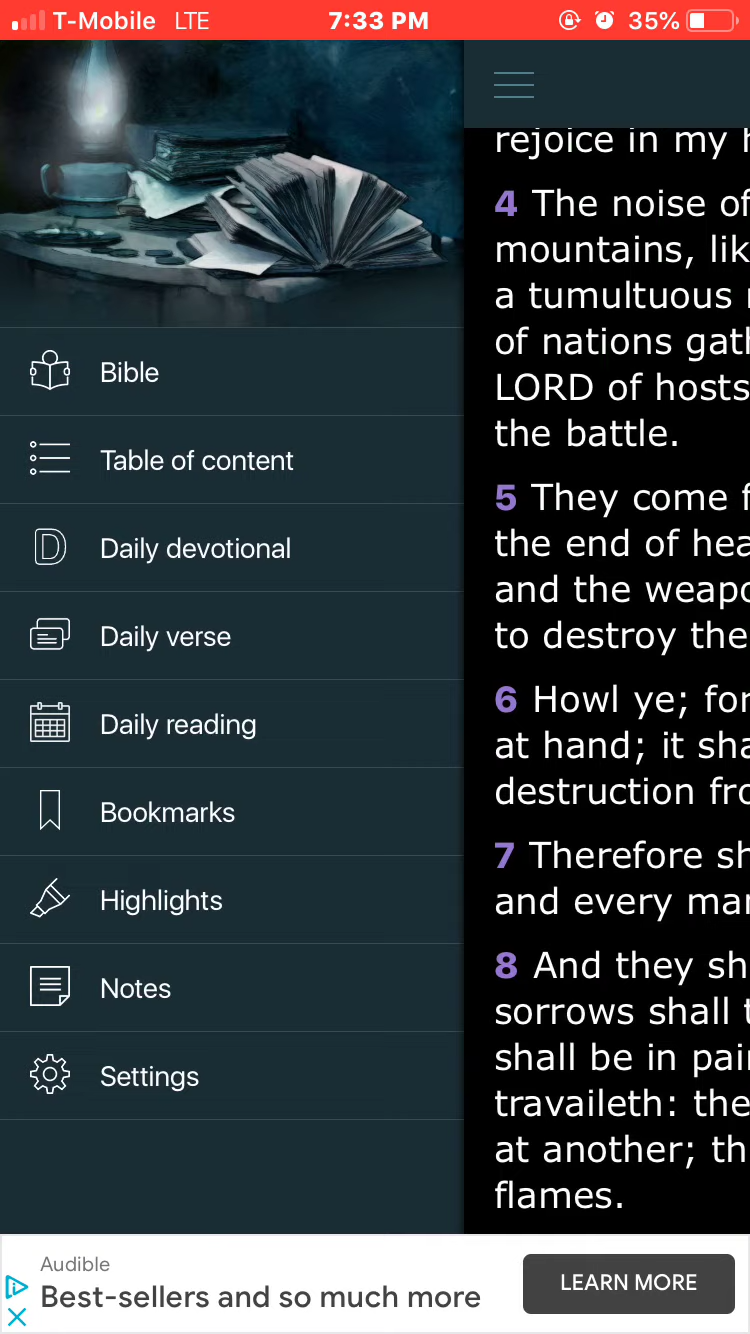 T-Mobile LTE 7:33 PM 35%
Bible
Table of content
Daily devotional
Daily verse
Daily reading
Bookmarks
Highlights
Notes
Settings
rejoice in my
4 The noise of
mountains, lik
a tumultuous
of nations gath
LORD of hosts
the battle.
5 They come f
the end of hea
and the weapo
to destroy the
6 Howl ye; for
at hand; it sha
destruction fro
7 Therefore sh
and every man
8 And they sh
sorrows shall t
shall be in pain
travaileth: the
at another; th
flames.
Audible
Best-sellers and so much more
LEARN MORE